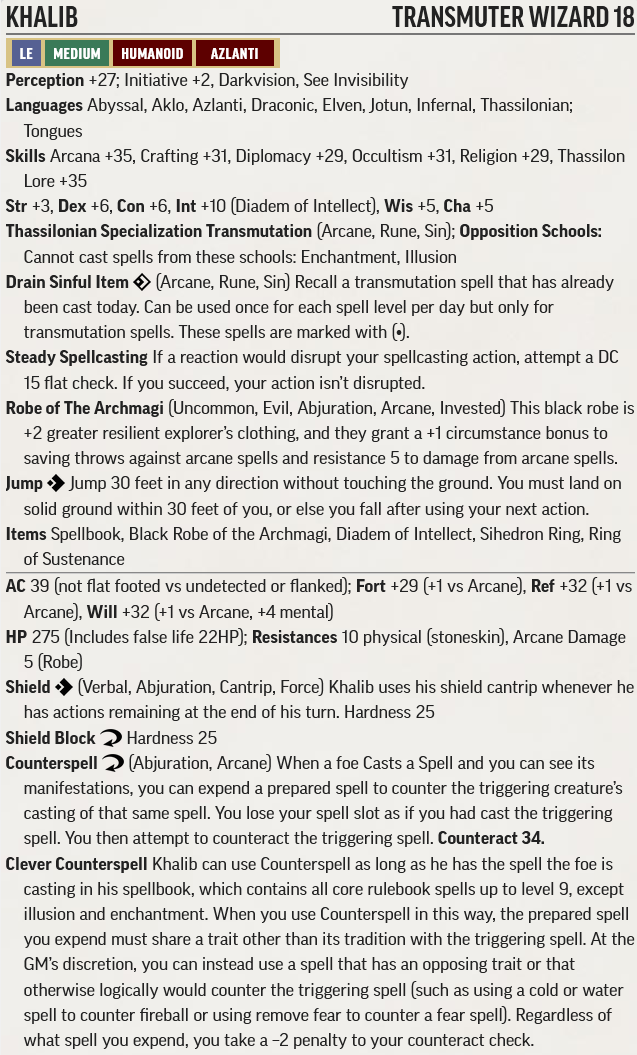 KHALIB TRANSMUTER WIZARD 18
LE MEDIUM HUMANOID AZLANTI
Perception +27; Initiative +2, Darkvision, See Invisibility
Languages Abyssal, Aklo, Azlanti, Draconic, Elven, Jotun, Infernal, Thassilonian;
Tongues
Skills Arcana +35, Crafting +31, Diplomacy +29, Occultism +31, Religion +29, Thassilon
Lore +35
Str +3, Dex +6, Con +6, Int +10 (Diadem of Intellect), Wis +5, Cha +5
Thassilonian Specialization Transmutation (Arcane, Rune, Sin); Opposition Schools:
Cannot cast spells from these schools: Enchantment, Illusion
Drain Sinful Item (Arcane, Rune, Sin) Recall a transmutation spell that has already
been cast today. Can be used once for each spell level per day but only for
transmutation spells. These spells are marked with (•).
Steady Spellcasting If a reaction would disrupt your spellcasting action, attempt a DC
15 flat check. If you succeed, your action isn't disrupted.
Robe of The Archmagi (Uncommon, Evil, Abjuration, Arcane, Invested) This black robe is
+2 greater resilient explorer's clothing, and they grant a +1 circumstance bonus to
saving throws against arcane spells and resistance 5 to damage from arcane spells.
Jump Jump 30 feet in any direction without touching the ground. You must land on
solid ground within 30 feet of you, or else you fall after using your next action.
Items Spellbook, Black Robe of the Archmagi, Diadem of Intellect, Sihedron Ring, Ring
of Sustenance
AC 39 (not flat footed vs undetected or flanked); Fort +29 (+1 vs Arcane), Ref +32 (+1 vs
Arcane), Will +32 (+1 vs Arcane, +4 mental)
HP 275 (Includes false life 22HP); Resistances 10 physical (stoneskin), Arcane Damage
5 (Robe)
Shield (Verbal, Abjuration, Cantrip, Force) Khalib uses his shield cantrip whenever he
has actions remaining at the end of his turn. Hardness 25
Shield Block Hardness 25
Counterspell (Abjuration, Arcane) When a foe Casts a Spell and you can see its
manifestations, you can expend a prepared spell to counter the triggering creature's
casting of that same spell. You lose your spell slot as if you had cast the triggering
spell. You then attempt to counteract the triggering spell. Counteract 34.
Clever Counterspell Khalib can use Counterspell as long as he has the spell the foe is
casting in his spellbook, which contains all core rulebook spells up to level 9, except
illusion and enchantment. When you use Counterspell in this way, the prepared spell
you expend must share a trait other than its tradition with the triggering spell. At the
GM's discretion, you can instead use a spell that has an opposing trait or that
otherwise logically would counter the triggering spell (such as using a cold or water
spell to counter fireball or using remove fear to counter a fear spell). Regardless of
what spell you expend, you take a –2 penalty to your counteract check.